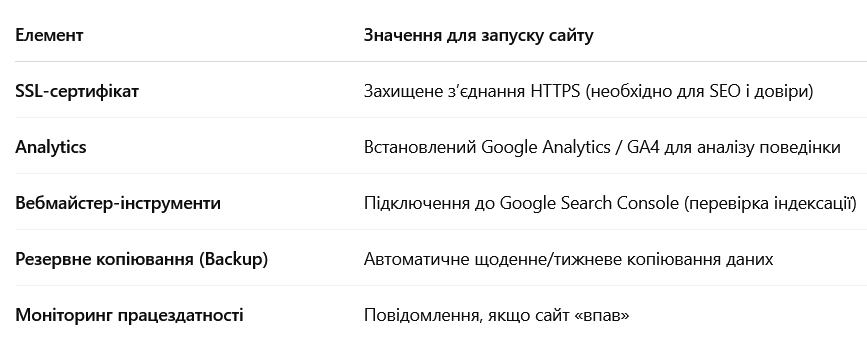 Елемент Значення для запуску сайту
SSL-сертифікат Захищене з’єднання HTTPS (необхідно для SEO і довіри)
Analytics Встановлений Google Analytics / GA4 для аналізу поведінки
Вебмайстер-інструменти Підключення до Google Search Console (перевірка індексації)
Резервне копіювання (Backup) Автоматичне щоденне/тижневе копіювання даних
Моніторинг працездатності Повідомлення, якщо сайт «впав»